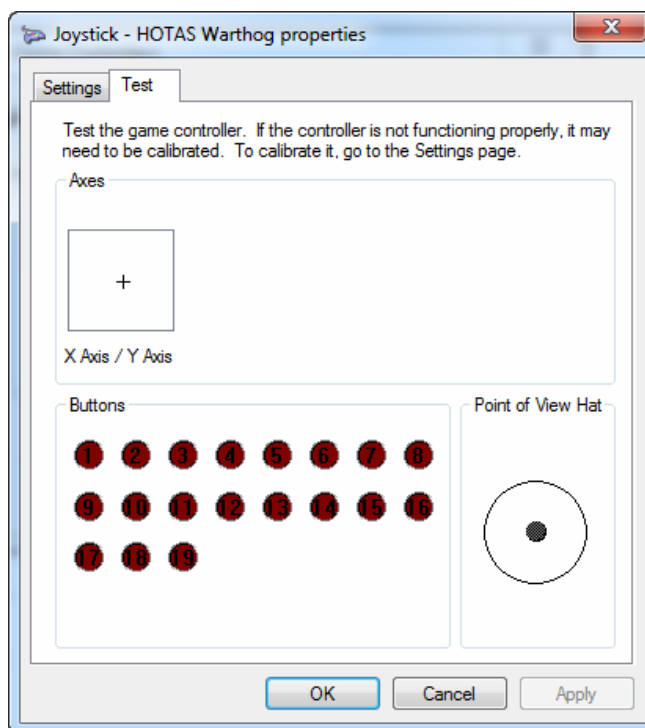 Joystick - HOTAS Warthog properties
X
Settings Test
Test the game controller. If the controller is not functioning properly, it may
need to be calibrated. To calibrate it, go to the Settings page.
Axes
X Axis / Y Axis
Buttons
1 2 3 4 5 6 7 8
9 10 11 12 13 14 15 16
17 18 19
Point of View Hat
OK Cancel Apply